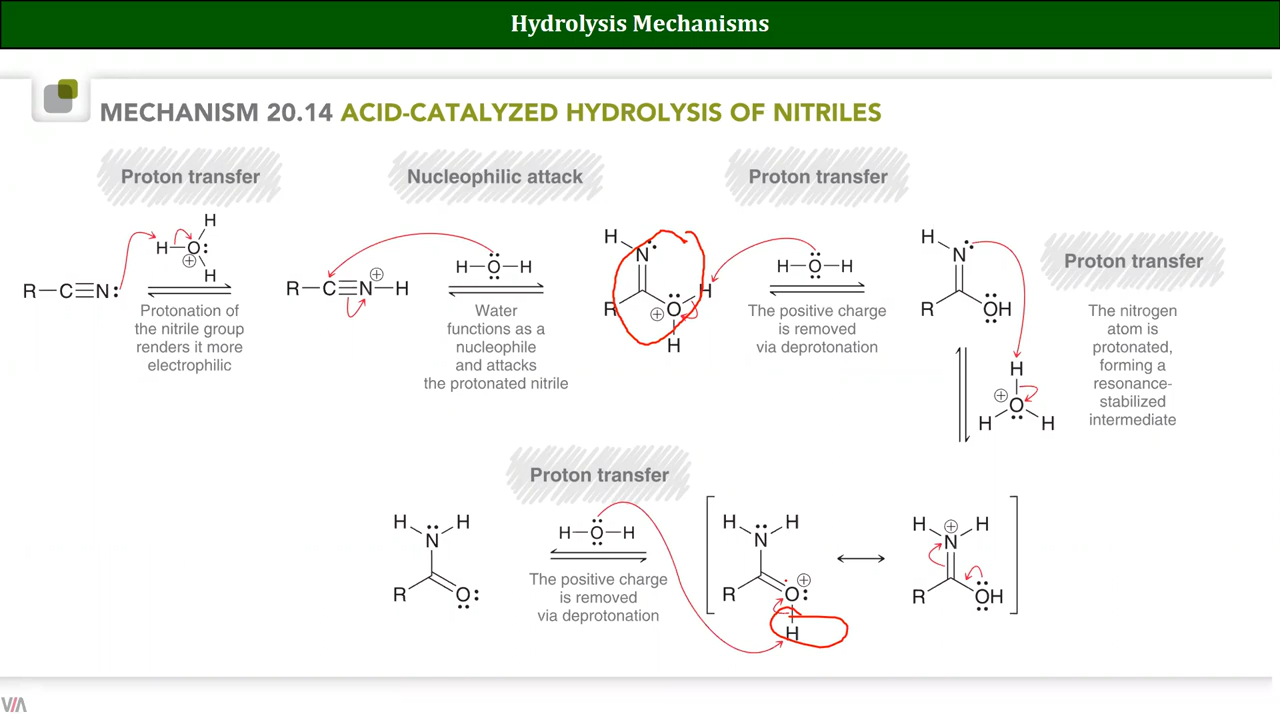 Hydrolysis Mechanisms
MECHANISM 20.14 ACID-CATALYZED HYDROLYSIS OF NITRILES
Proton transfer
Nucleophilic attack
Proton transfer
R–C≡N:
H–O:
H
H
⊕
Protonation of
the nitrile group
renders it more
electrophilic
R–C≡N–H
⊕
H–O–H
Water
functions as a
nucleophile
and attacks
the protonated nitrile
H
N
R
O
H
H
⊕
H–O–H
The positive charge
is removed
via deprotonation
H
N
R
OH
Proton transfer
The nitrogen
atom is
protonated,
forming a
resonance-
stabilized
intermediate
H
⊕
O
H
H
Proton transfer
H
H
N
R
O
H–O–H
The positive charge
is removed
via deprotonation
H
H
N
R
O
⊕
H
H
⊕
H
N
R
OH
VIA